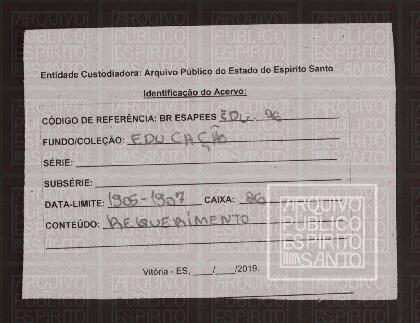 Entidade Custodiadora: Arquivo Público do Estado do Espírito Santo
Identificação do Acervo:
CÓDIGO DE REFERÊNCIA: BR ESAPEES EDU. 26
FUNDO/COLEÇÃO: EDUCAÇÃO
SÉRIE:
SUBSÉRIE:
DATA-LIMITE: 1905-1907 CAIXA: 26
CONTEÚDO: REQUERIMENTO
ARQUIVO
PÚBLICO
ESPÍRITO
SANTO
Vitória - ES, ____/____/2019.